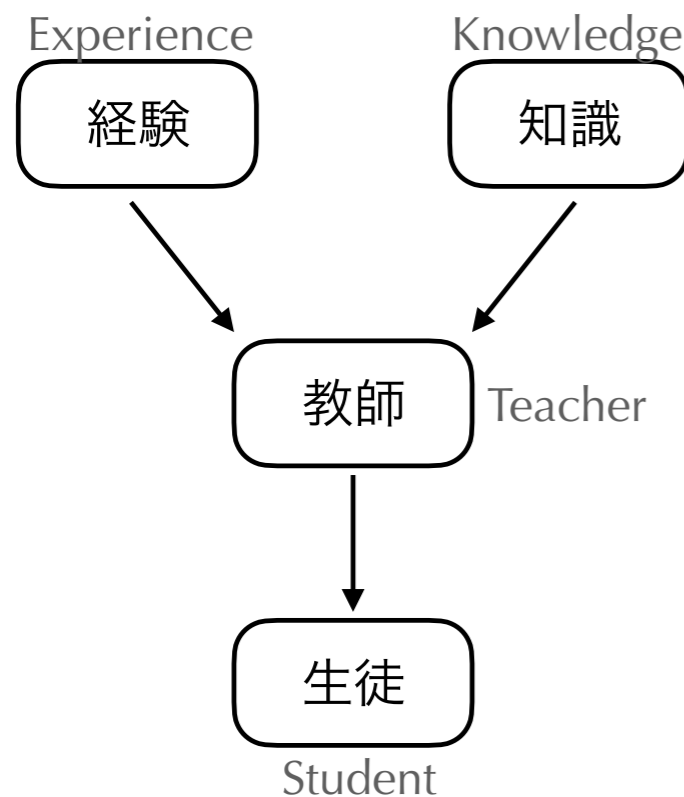 Experience
Knowledge
経験
知識
教師
Teacher
生徒
Student